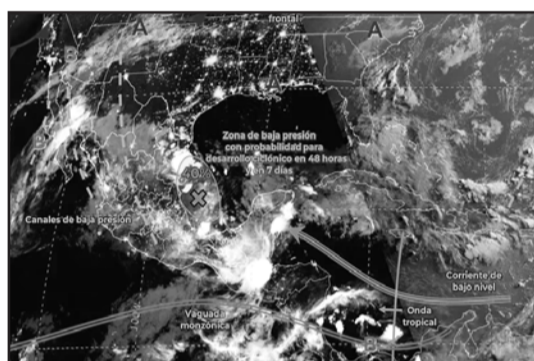 frontal
A
A
Zona de baja presión
con probabilidad para
desarrollo ciclónico en 48 horas
y en 7 días
Canales de baja presión
Corriente de
bajo nivel
Onda
tropical
Vaguada
monzónica